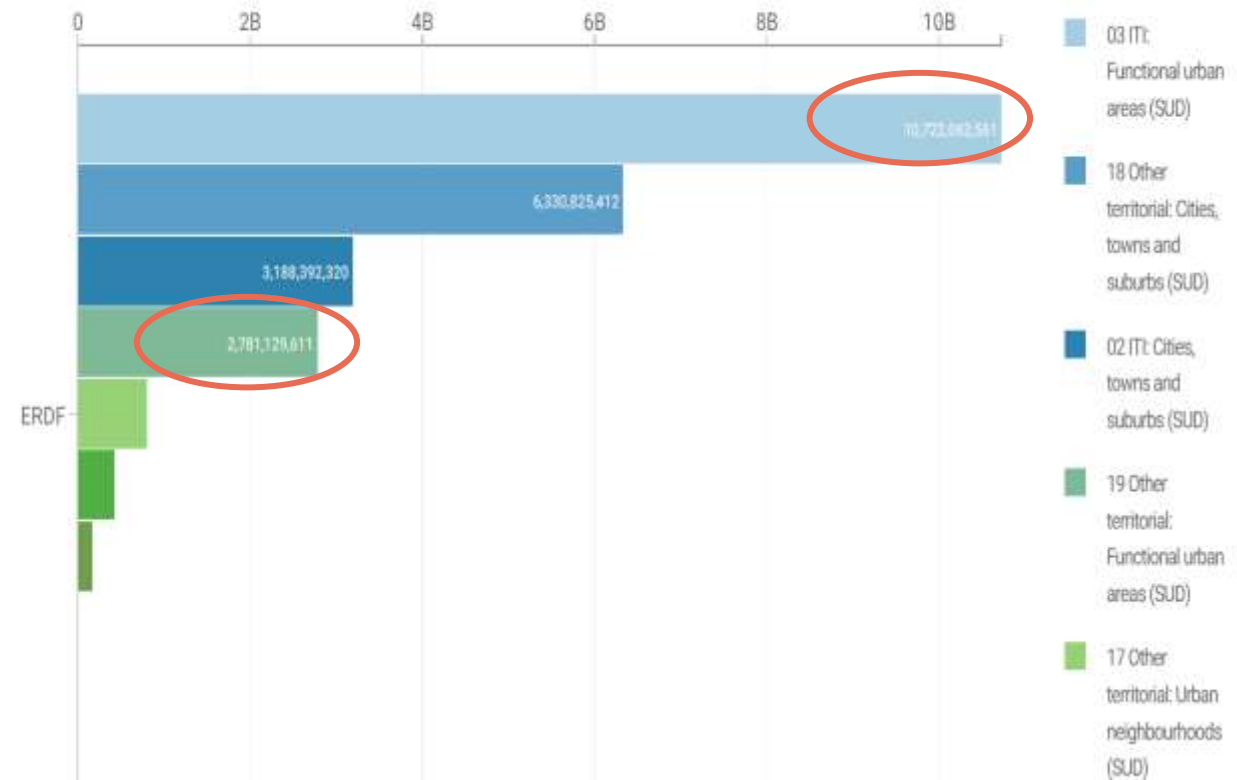 0 2B 4B 6B 8B 10B
6,330,825,412
3,188,392,320
2,781,129,611
ERDF
03 ITI:
Functional urban
areas (SUD)
18 Other
territorial: Cities,
towns and
suburbs (SUD)
02 ITI: Cities,
towns and
suburbs (SUD)
19 Other
territorial:
Functional urban
areas (SUD)
17 Other
territorial: Urban
neighbourhoods
(SUD)